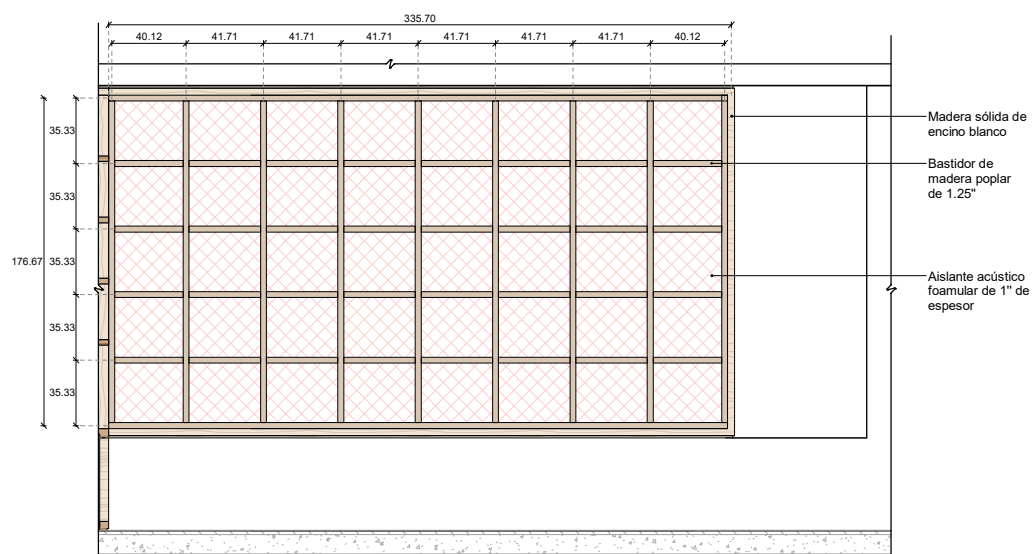 335.70
40.12 41.71 41.71 41.71 41.71 41.71 41.71 40.12
35.33
35.33
176.67 35.33
35.33
35.33
Madera sólida de
encino blanco
Bastidor de
madera poplar
de 1.25"
Aislante acústico
foamular de 1" de
espesor